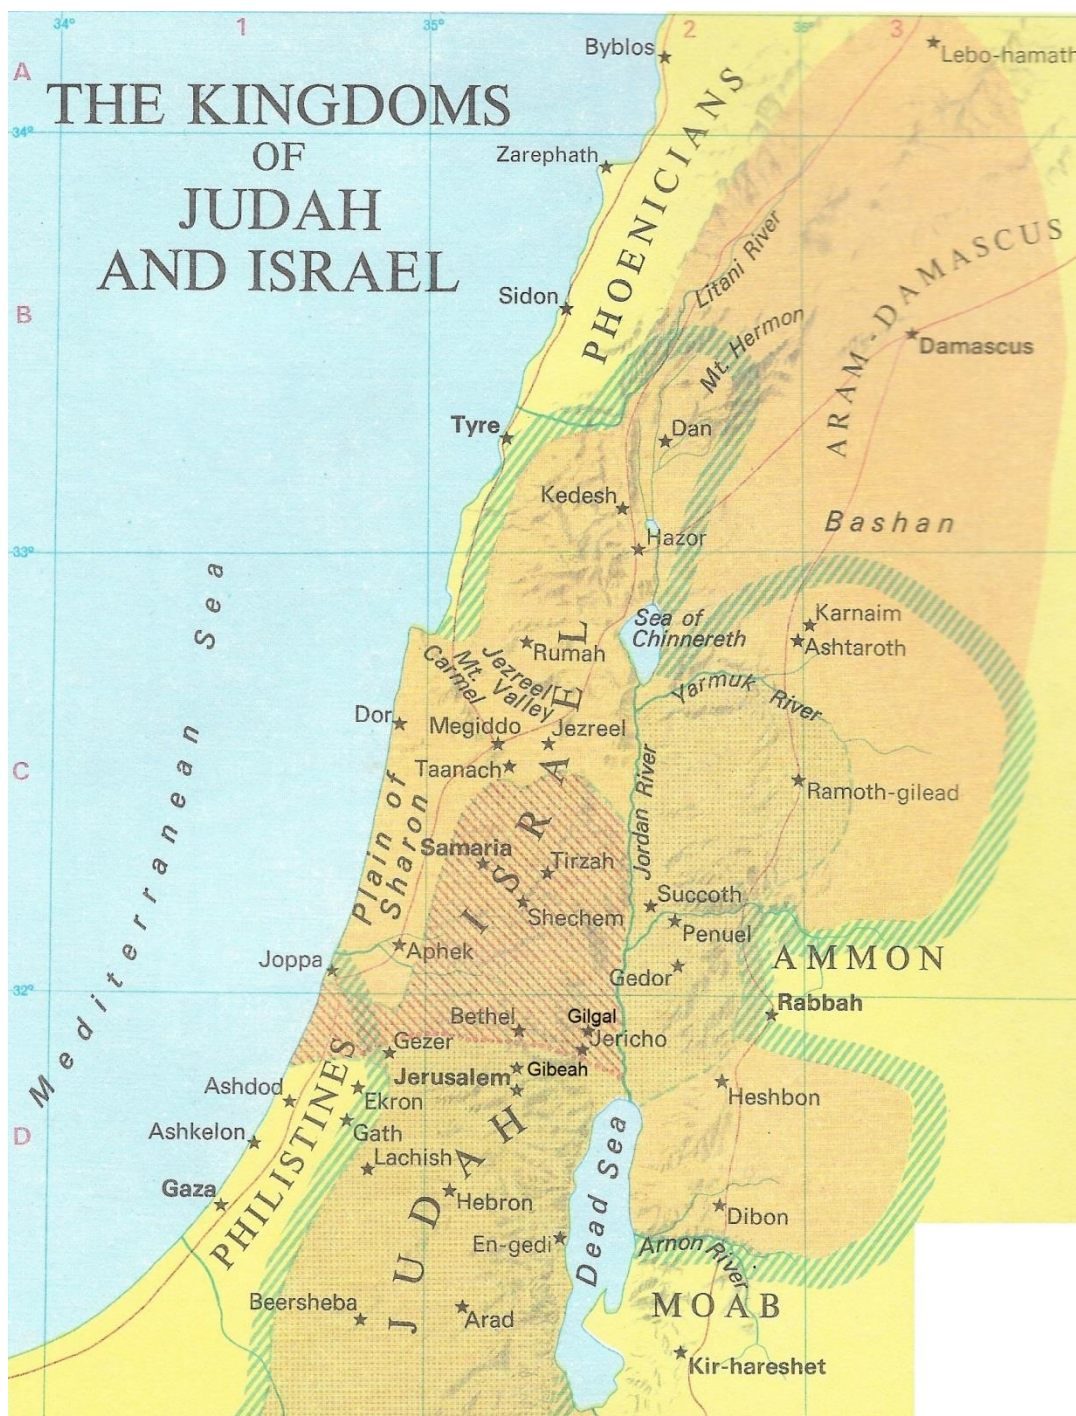 34°
1
35°
2
36°
3
A
Byblos
Lebo-hamath
THE KINGDOMS
OF
JUDAH
AND ISRAEL
34°
Zarephath
PHOENICIANS
Litani River
ARAM-DAMASCUS
B
Sidon
Mt. Hermon
Damascus
Tyre
Dan
Kedesh
Bashan
Hazor
33°
Mediterranean Sea
Karnaim
Sea of
Chinnereth
Ashtaroth
Rumah
ISRAEL
Jezreel
Valley
Mt.
Carmel
Yarmuk River
Dor
Megiddo
Jezreel
Taanach
C
Jordan River
Ramoth-gilead
Plain of
Sharon
Samaria
Tirzah
Succoth
Shechem
Penuel
Aphek
Joppa
Gedor
AMMON
32°
Rabbah
Bethel
Gilgal
Jericho
Gezer
Gibeah
Jerusalem
Ashdod
Ekron
Heshbon
PHILISTINES
D
Ashkelon
Gath
Lachish
JUDAH
Dead Sea
Gaza
Hebron
Dibon
En-gedi
Arnon River
Beersheba
Arad
MOAB
Kir-hareshet